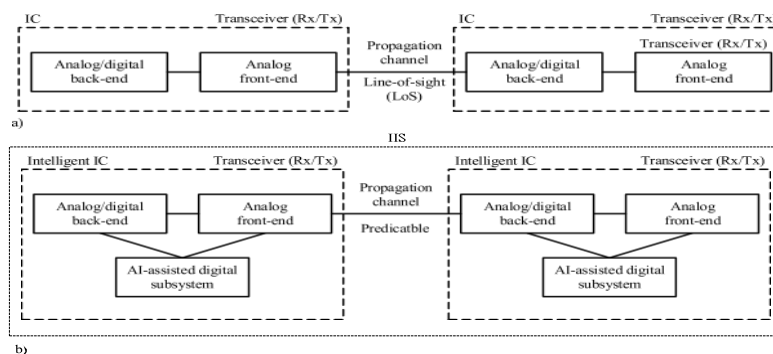 IC
Transceiver (Rx/Tx)
Analog/digital
back-end
Analog
front-end
Propagation
channel
Line-of-sight
(LoS)
IC
Transceiver (Rx/Tx
Transceiver (Rx/Tx)
Analog/digital
back-end
Analog
front-end
a)
IIS
Intelligent IC
Transceiver (Rx/Tx)
Analog/digital
back-end
Analog
front-end
AI-assisted digital
subsystem
Propagation
channel
Predicatble
Intelligent IC
Transceiver (Rx/Tx)
Analog/digital
back-end
Analog
front-end
AI-assisted digital
subsystem
b)